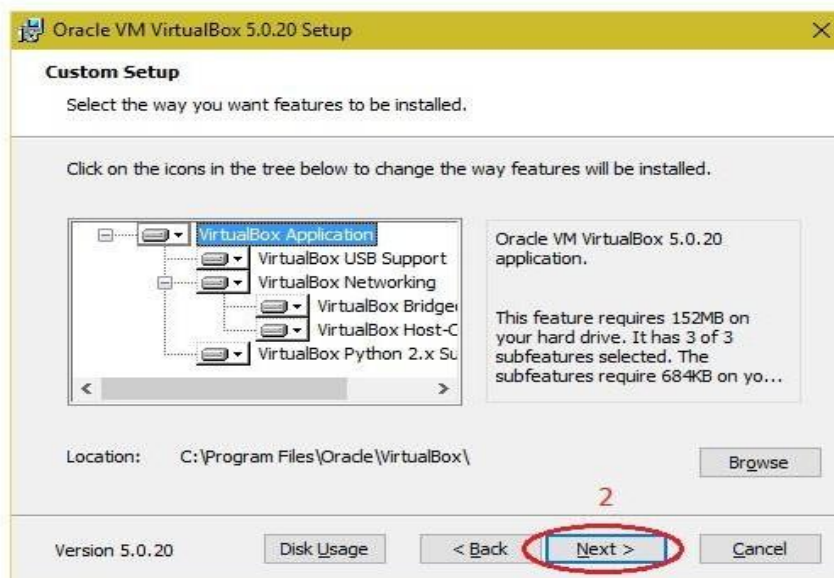 Oracle VM VirtualBox 5.0.20 Setup
Custom Setup
Select the way you want features to be installed.
Click on the icons in the tree below to change the way features will be installed.
VirtualBox Application
VirtualBox USB Support
VirtualBox Networking
VirtualBox Bridge
VirtualBox Host-C
VirtualBox Python 2.x Su
Oracle VM VirtualBox 5.0.20
application.
This feature requires 152MB on
your hard drive. It has 3 of 3
subfeatures selected. The
subfeatures require 684KB on yo...
Location: C:\Program Files\Oracle\VirtualBox\
Browse
2
Version 5.0.20
Disk Usage
< Back
Next >
Cancel